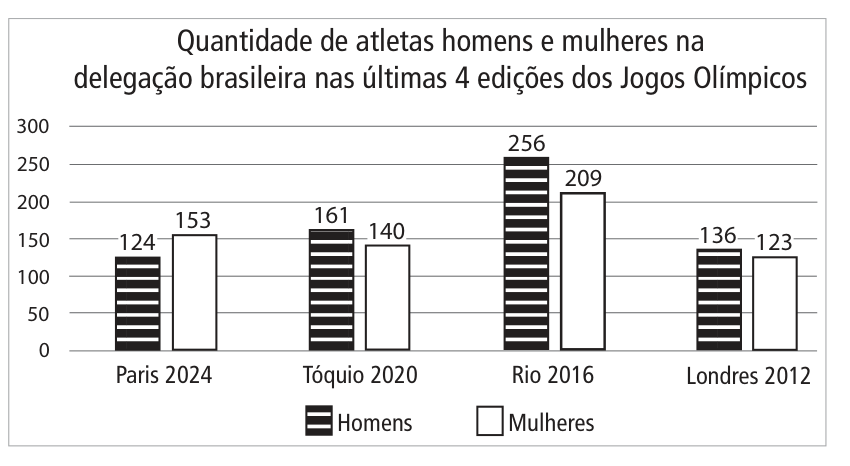 Quantidade de atletas homens e mulheres na
delegação brasileira nas últimas 4 edições dos Jogos Olímpicos
300
250
200
150
100
50
0
124
153
161
140
256
209
136
123
Paris 2024
Tóquio 2020
Rio 2016
Londres 2012
Homens
Mulheres